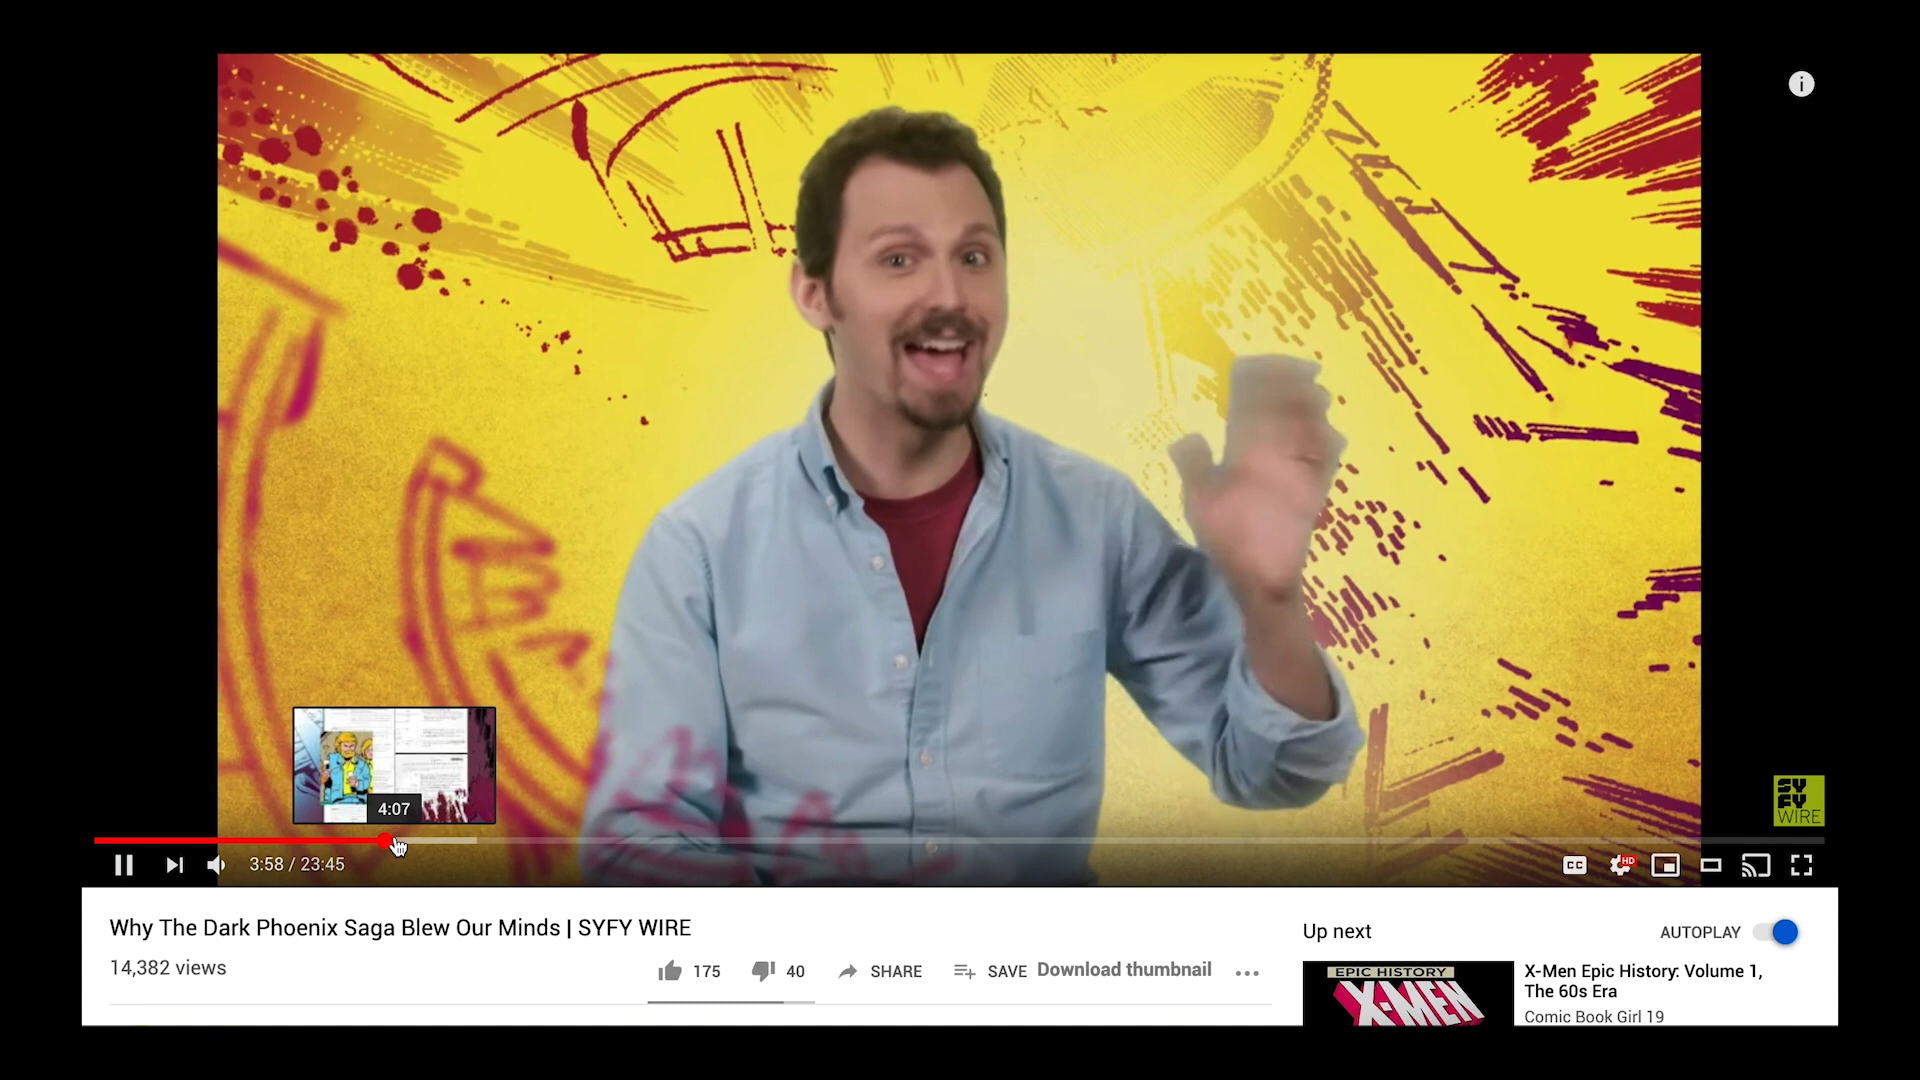 i
4:07
SY
FY
WIRE
3:58 / 23:45
CC
HD
Why The Dark Phoenix Saga Blew Our Minds | SYFY WIRE
14,382 views
175
40
SHARE
SAVE
Download thumbnail
Up next
AUTOPLAY
EPIC HISTORY
X-MEN
X-Men Epic History: Volume 1,
The 60s Era
Comic Book Girl 19